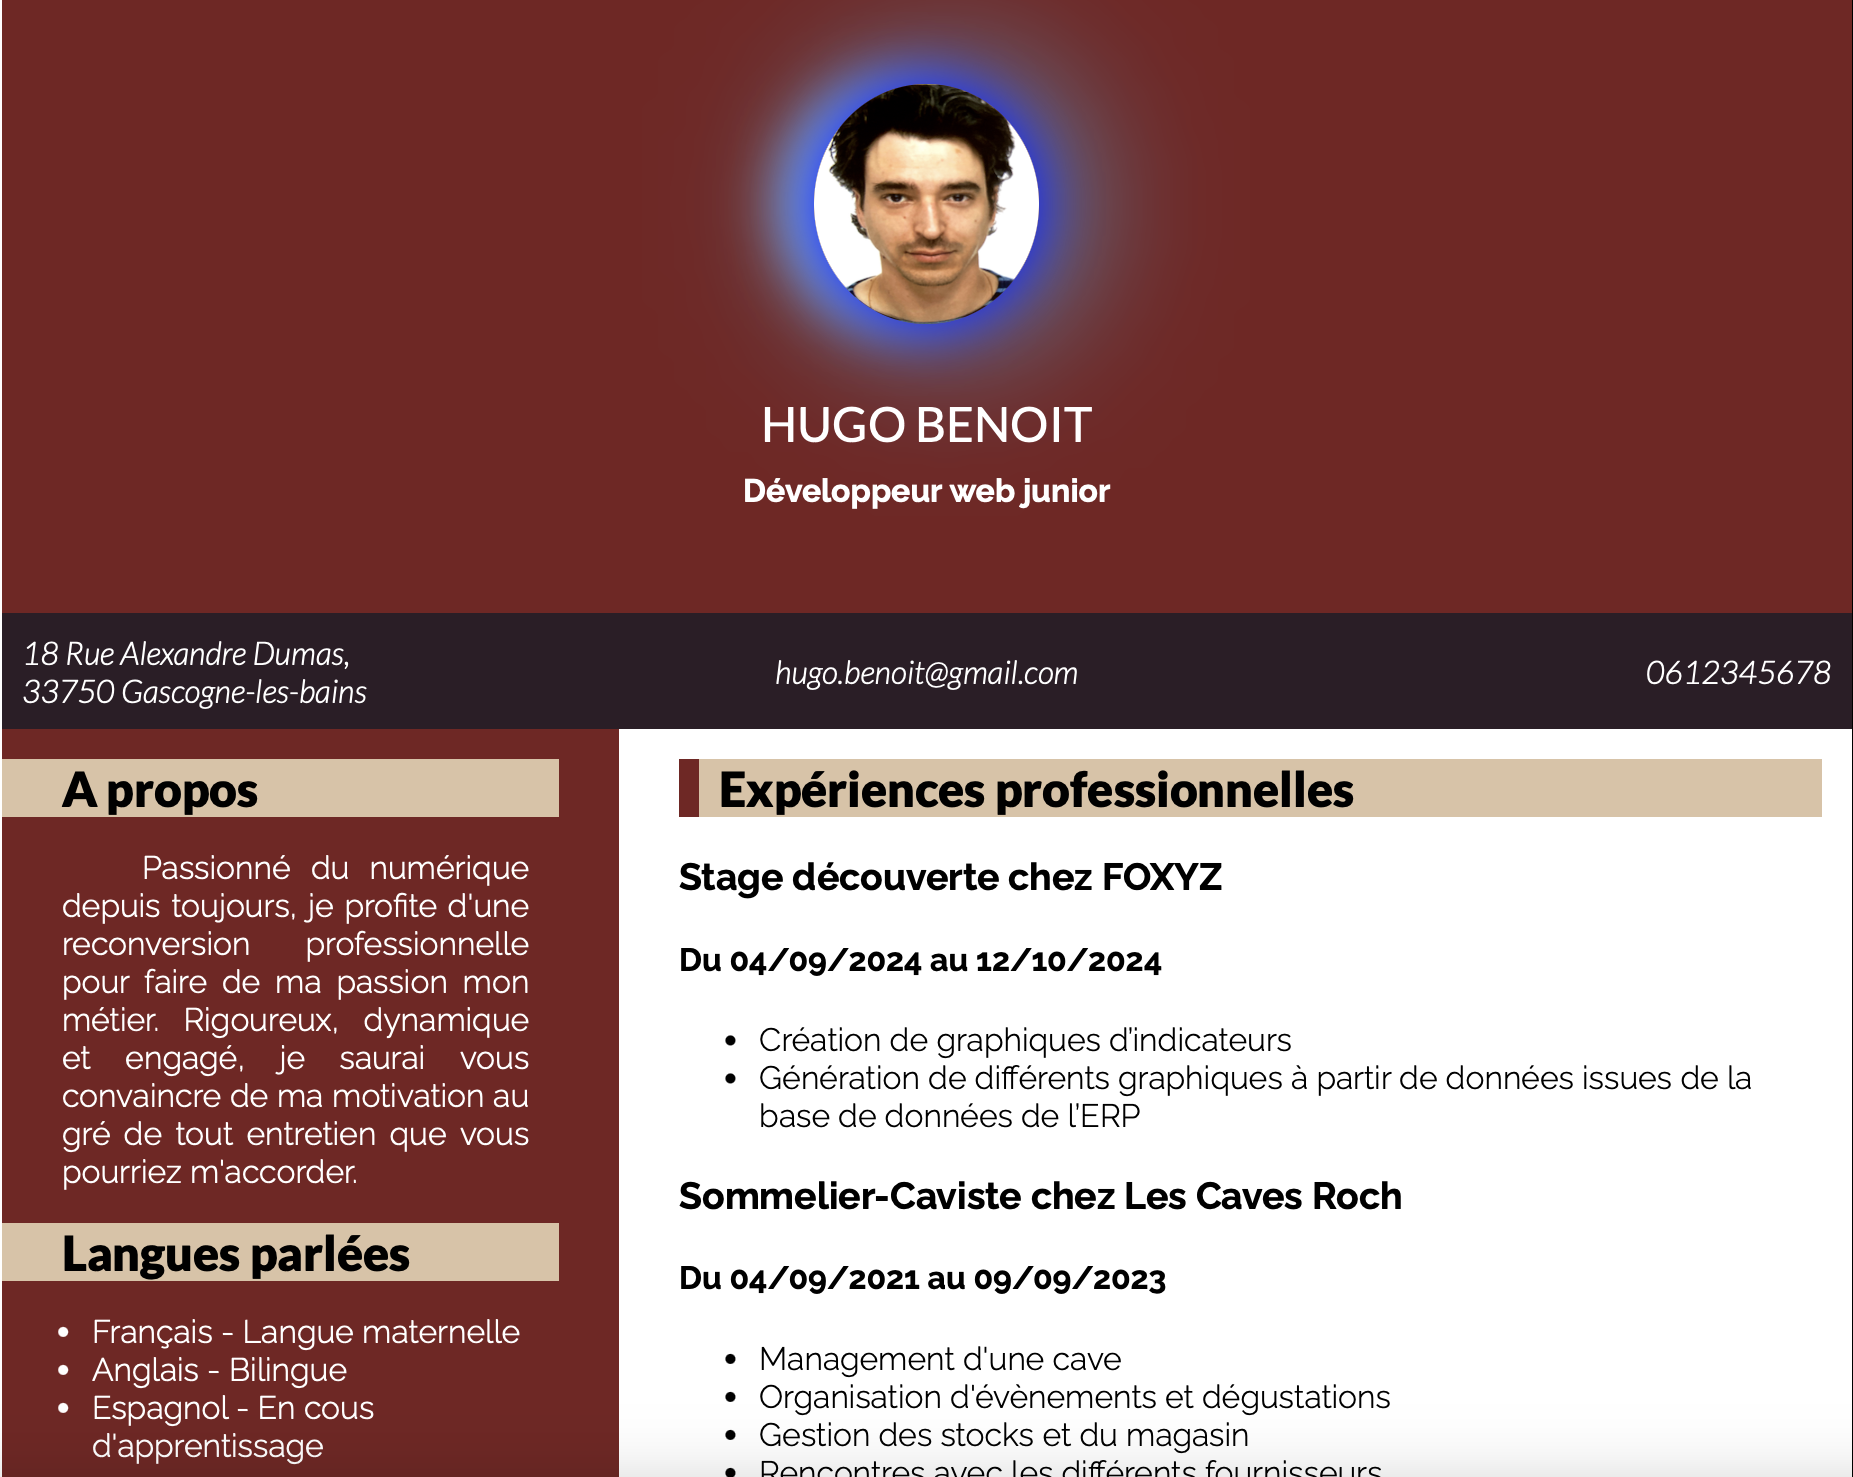 HUGO BENOIT
Développeur web junior
18 Rue Alexandre Dumas,
33750 Gascogne-les-bains
hugo.benoit@gmail.com
0612345678
A propos
Passionné du numérique
depuis toujours, je profite d'une
reconversion professionnelle
pour faire de ma passion mon
métier. Rigoureux, dynamique
et engagé, je saurai vous
convaincre de ma motivation au
gré de tout entretien que vous
pourriez m'accorder.
Langues parlées
• Français - Langue maternelle
• Anglais - Bilingue
• Espagnol - En cous
d'apprentissage
Expériences professionnelles
Stage découverte chez FOXYZ
Du 04/09/2024 au 12/10/2024
• Création de graphiques d’indicateurs
• Génération de différents graphiques à partir de données issues de la
base de données de l’ERP
Sommelier-Caviste chez Les Caves Roch
Du 04/09/2021 au 09/09/2023
• Management d'une cave
• Organisation d'évènements et dégustations
• Gestion des stocks et du magasin
• Rencontres avec les différents fournisseurs